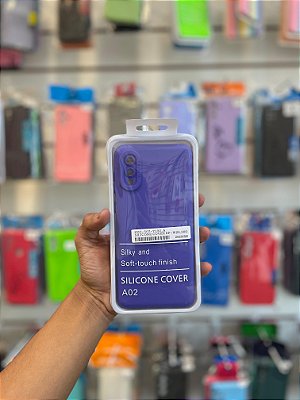 Silky and
Soft-touch finish
SILICONE COVER
A02